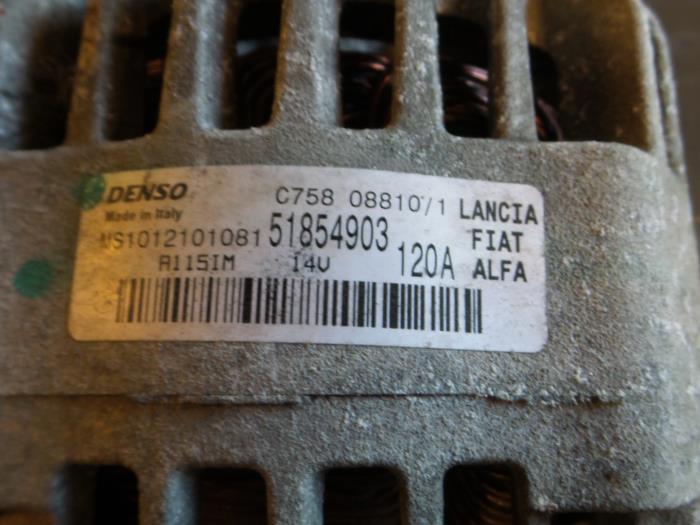 DENSO C758 08810/1 LANCIA
Made in Italy
MS1012101081 51854903 FIAT
A115IM 14V 120A ALFA